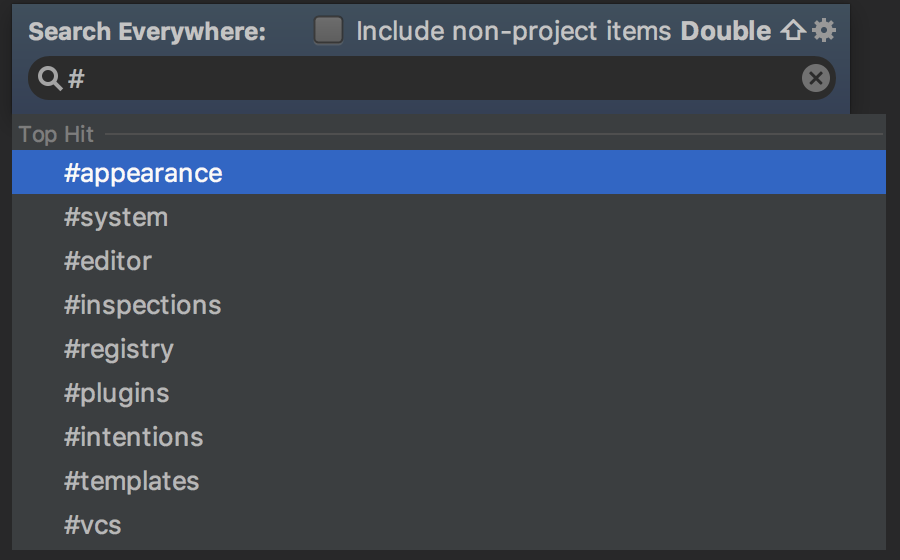 Search Everywhere: Include non-project items Double
#
Top Hit
#appearance
#system
#editor
#inspections
#registry
#plugins
#intentions
#templates
#vcs